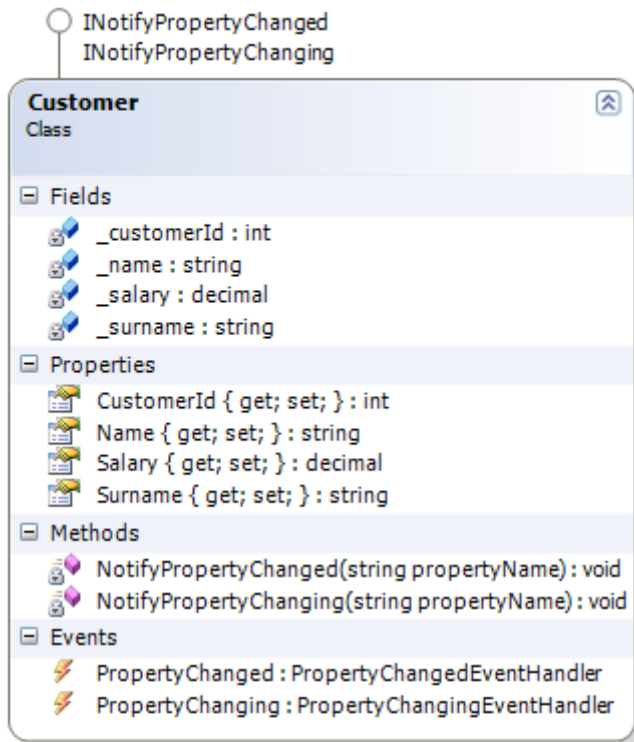 INotifyPropertyChanged
INotifyPropertyChanging
Customer
Class
Fields
_customerId : int
_name : string
_salary : decimal
_surname : string
Properties
CustomerId { get; set; } : int
Name { get; set; } : string
Salary { get; set; } : decimal
Surname { get; set; } : string
Methods
NotifyPropertyChanged(string propertyName) : void
NotifyPropertyChanging(string propertyName) : void
Events
PropertyChanged : PropertyChangedEventHandler
PropertyChanging : PropertyChangingEventHandler